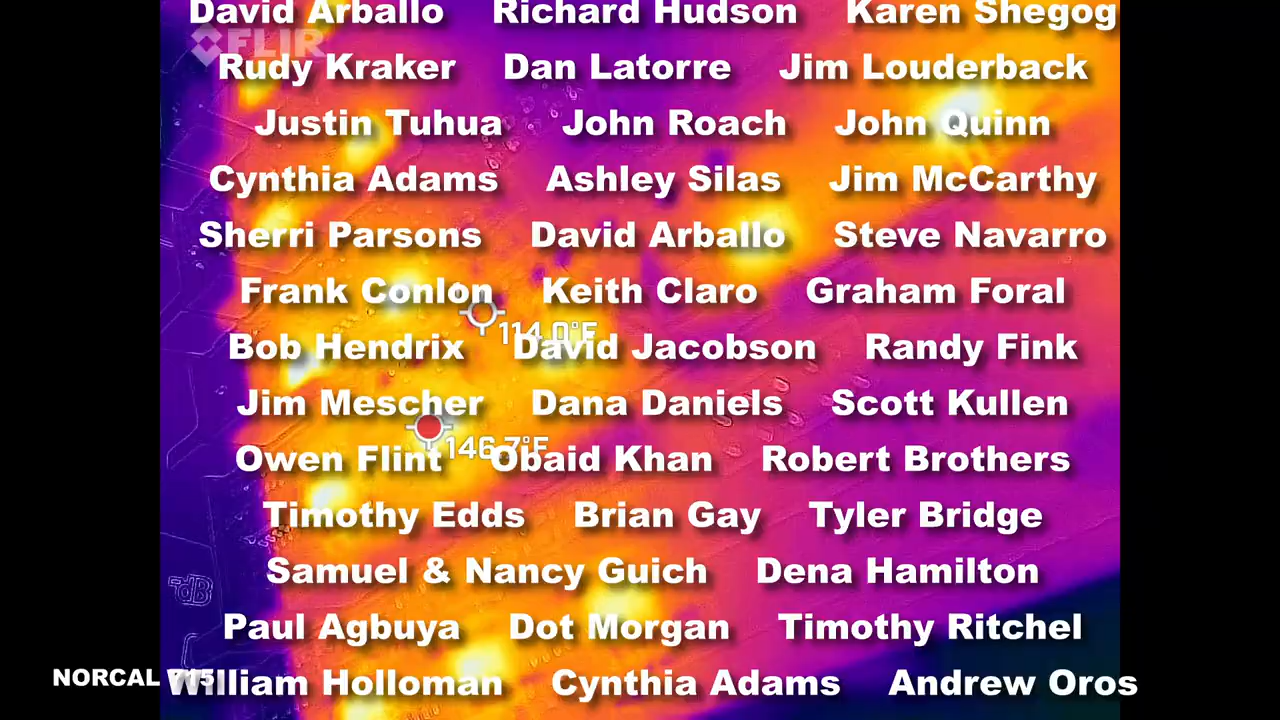 David Arballo Richard Hudson Karen Shegog
FLIR
Rudy Kraker Dan Latorre Jim Louderback
Justin Tuhua John Roach John Quinn
Cynthia Adams Ashley Silas Jim McCarthy
Sherri Parsons David Arballo Steve Navarro
Frank Conlon Keith Claro Graham Foral
114.0°F
Bob Hendrix David Jacobson Randy Fink
Jim Mescher Dana Daniels Scott Kullen
146.7°F
Owen Flint Obaid Khan Robert Brothers
Timothy Edds Brian Gay Tyler Bridge
Samuel & Nancy Guich Dena Hamilton
dB
Paul Agbuya Dot Morgan Timothy Ritchel
NORCAL 715
William Holloman Cynthia Adams Andrew Oros